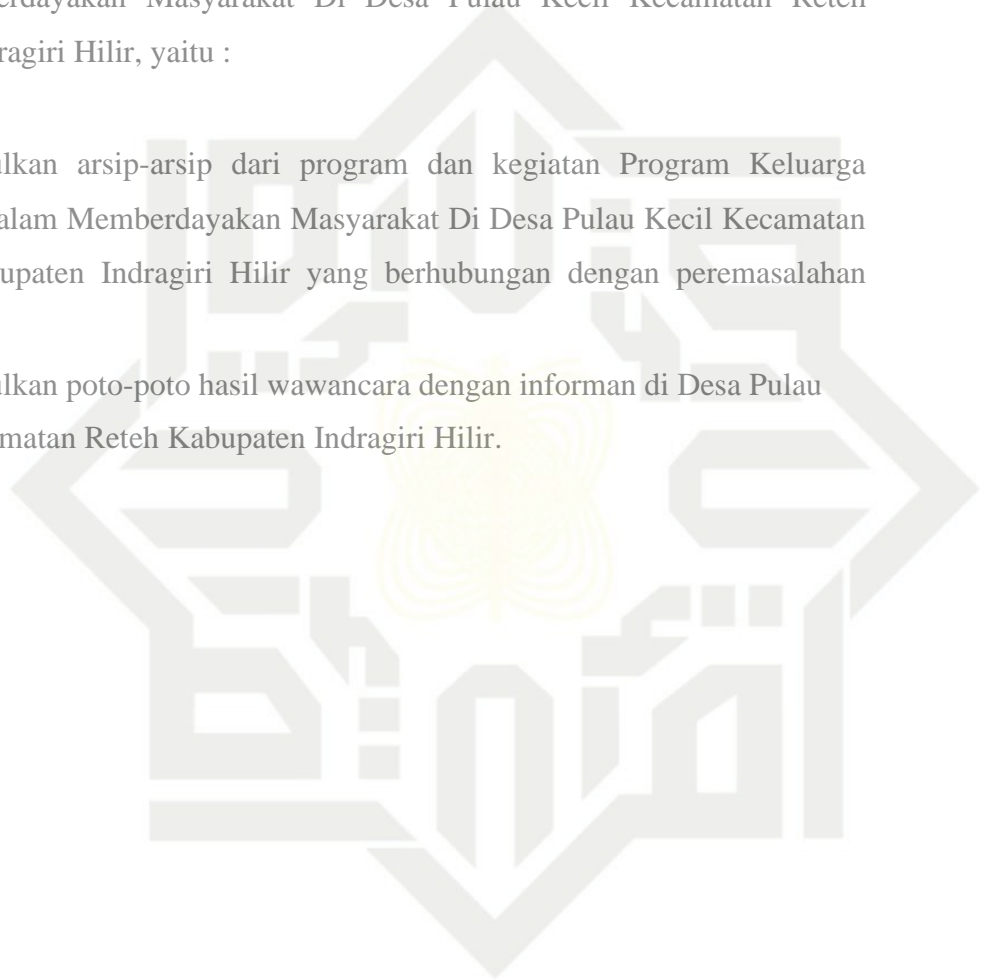 erdayakan Masyarakat Di Desa Pulau Kecil Kecamatan Reteh
ragiri Hilir, yaitu :
ulkan arsip-arsip dari program dan kegiatan Program Keluarga
alam Memberdayakan Masyarakat Di Desa Pulau Kecil Kecamatan
upaten Indragiri Hilir yang berhubungan dengan peremasalahan
ulkan poto-poto hasil wawancara dengan informan di Desa Pulau
matan Reteh Kabupaten Indragiri Hilir.